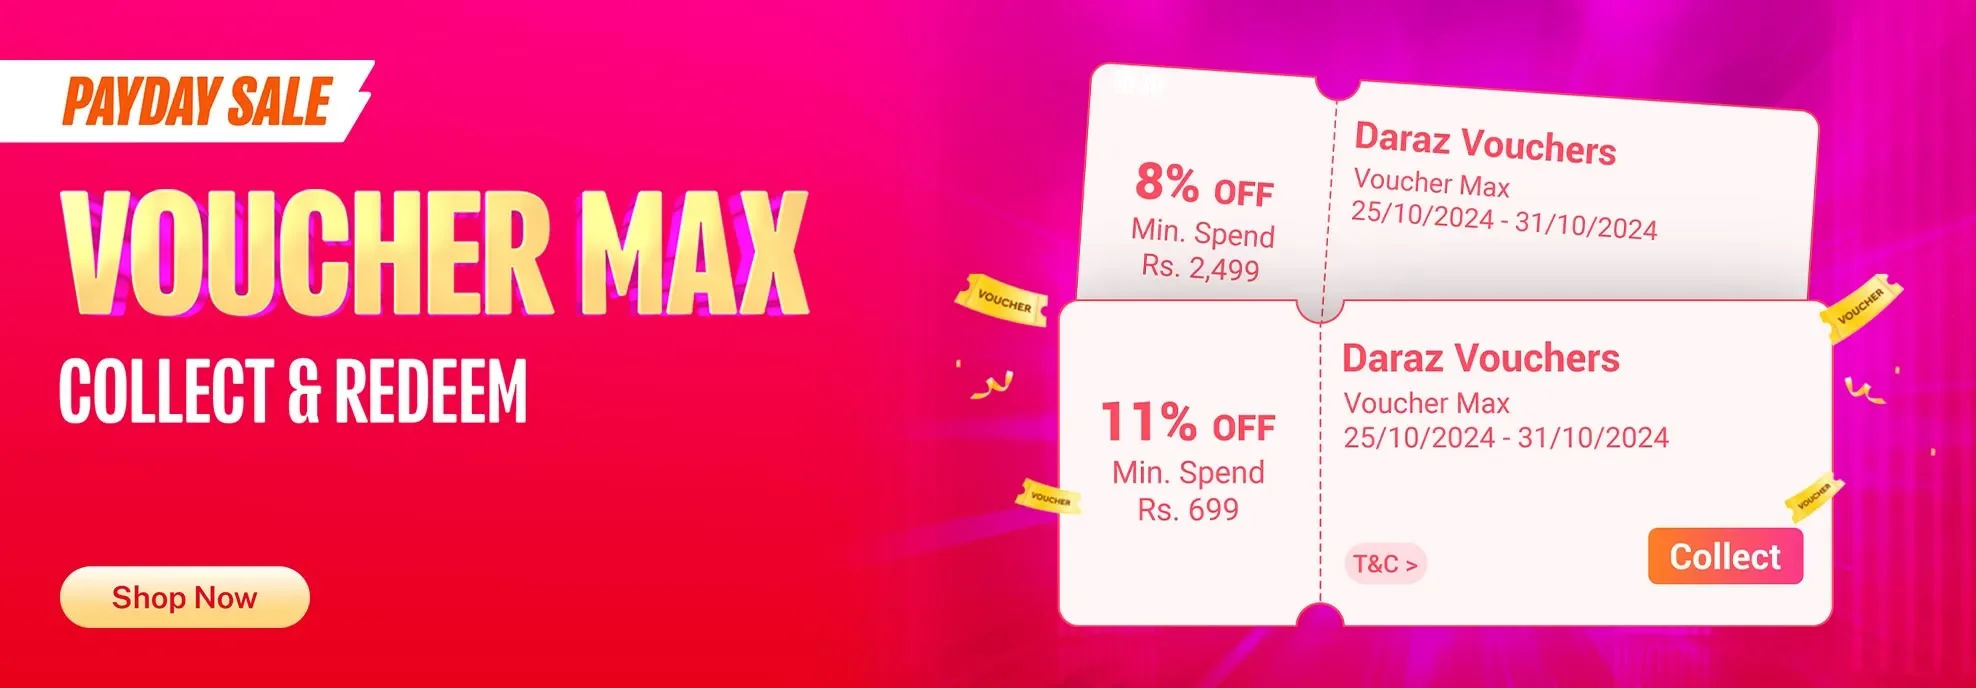 PAYDAY SALE
VOUCHER MAX
COLLECT & REDEEM
Shop Now
8% OFF
Min. Spend
Rs. 2,499
Daraz Vouchers
Voucher Max
25/10/2024 - 31/10/2024
11% OFF
Min. Spend
Rs. 699
Daraz Vouchers
Voucher Max
25/10/2024 - 31/10/2024
T&C >
Collect
VOUCHER
VOUCHER
VOUCHER
VOUCHER